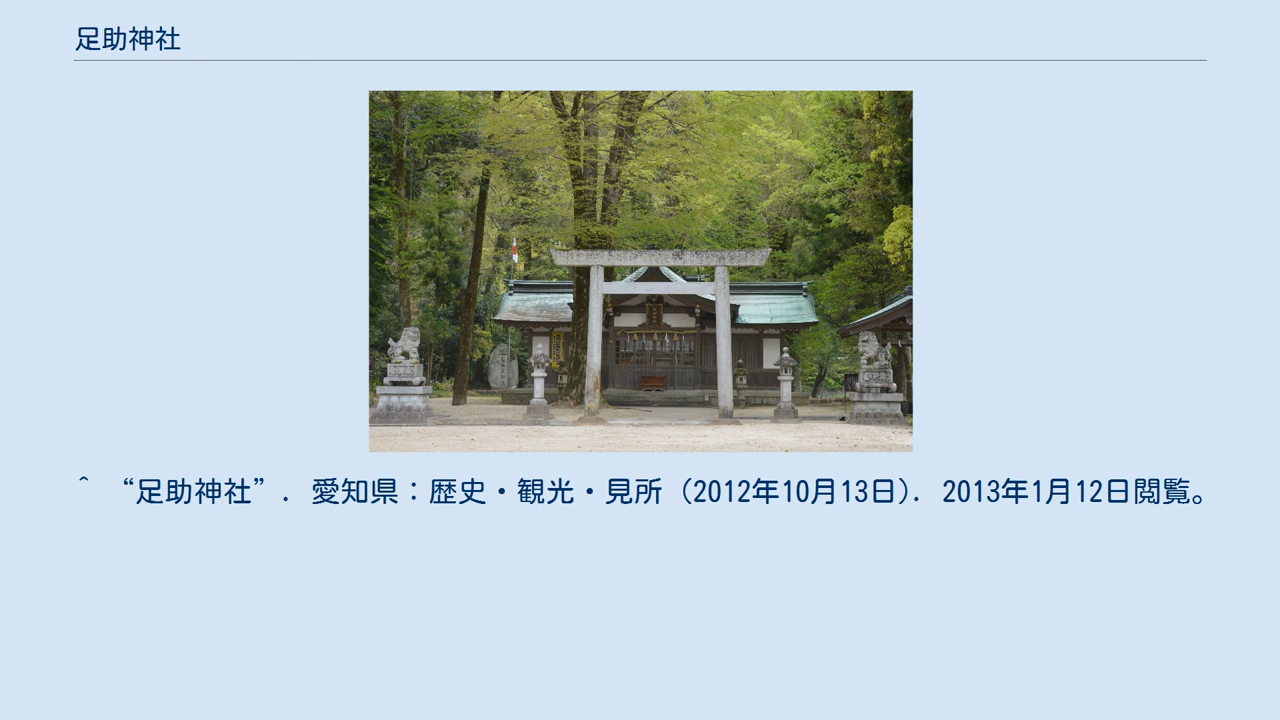 足助神社
^ “足助神社”. 愛知県：歴史・観光・見所 (2012年10月13日). 2013年1月12日閲覧。